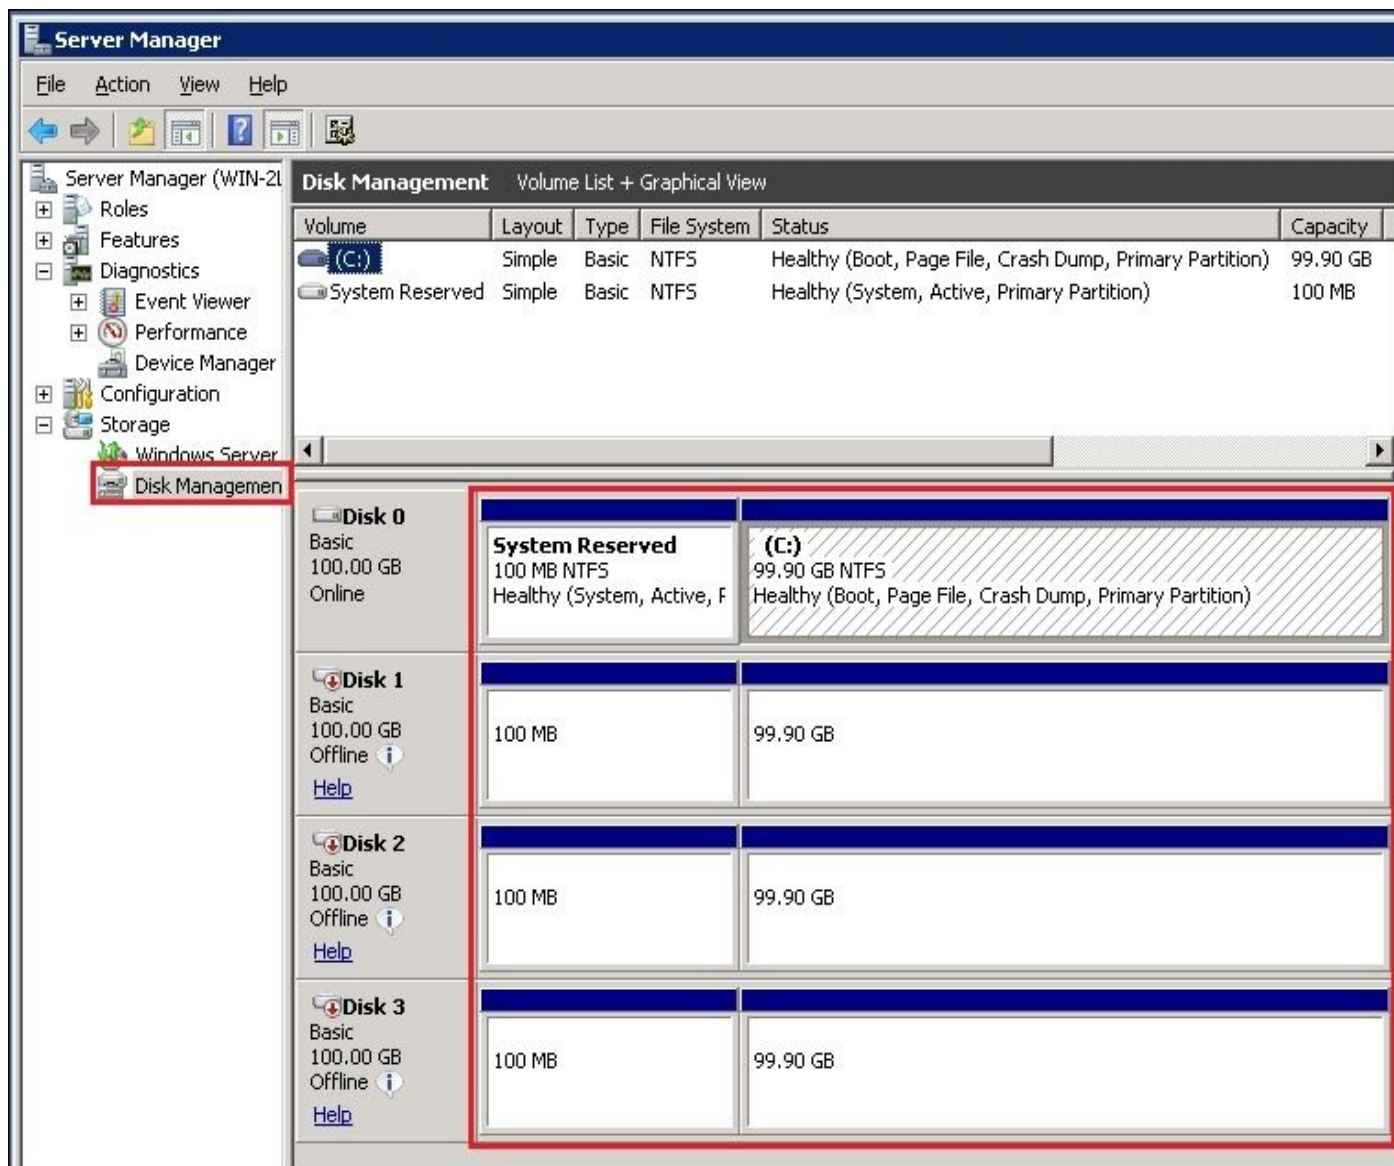 Server Manager
File Action View Help
Server Manager (WIN-2
Roles
Features
Diagnostics
Event Viewer
Performance
Device Manager
Configuration
Storage
Windows Server
Disk Managemen
Disk Management Volume List + Graphical View
Volume Layout Type File System Status Capacity
(C:) Simple Basic NTFS Healthy (Boot, Page File, Crash Dump, Primary Partition) 99.90 GB
System Reserved Simple Basic NTFS Healthy (System, Active, Primary Partition) 100 MB
Disk 0
Basic
100.00 GB
Online
System Reserved
100 MB NTFS
Healthy (System, Active, P
(C:)
99.90 GB NTFS
Healthy (Boot, Page File, Crash Dump, Primary Partition)
Disk 1
Basic
100.00 GB
Offline
Help
100 MB
99.90 GB
Disk 2
Basic
100.00 GB
Offline
Help
100 MB
99.90 GB
Disk 3
Basic
100.00 GB
Offline
Help
100 MB
99.90 GB